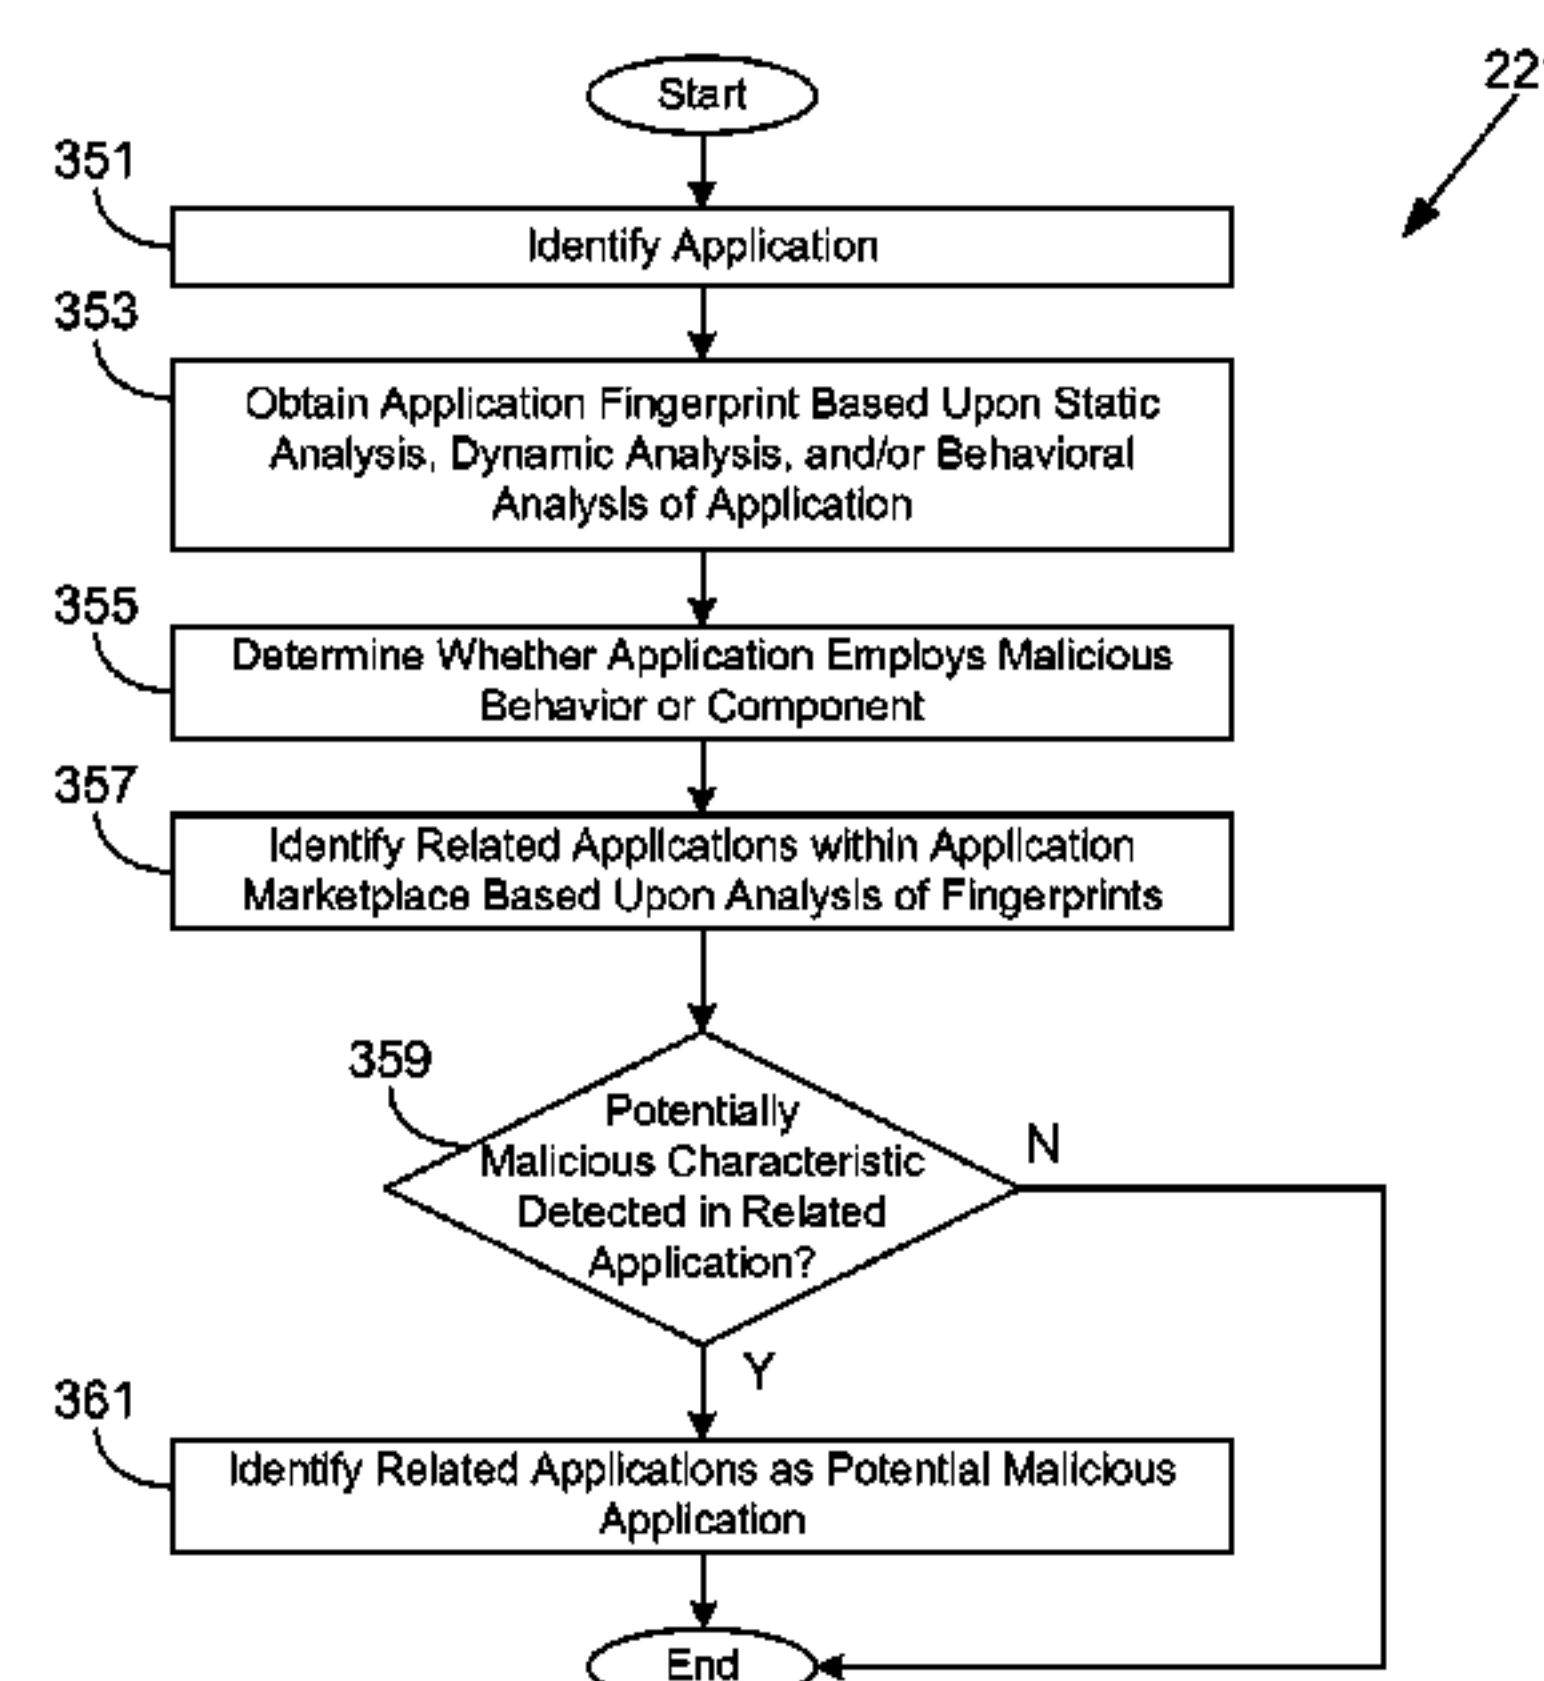 Start
22
351
Identify Application
353
Obtain Application Fingerprint Based Upon Static
Analysis, Dynamic Analysis, and/or Behavioral
Analysis of Application
355
Determine Whether Application Employs Malicious
Behavior or Component
357
Identify Related Applications within Application
Marketplace Based Upon Analysis of Fingerprints
359
Potentially
Malicious Characteristic
Detected in Related
Application?
N
Y
361
Identify Related Applications as Potential Malicious
Application
End